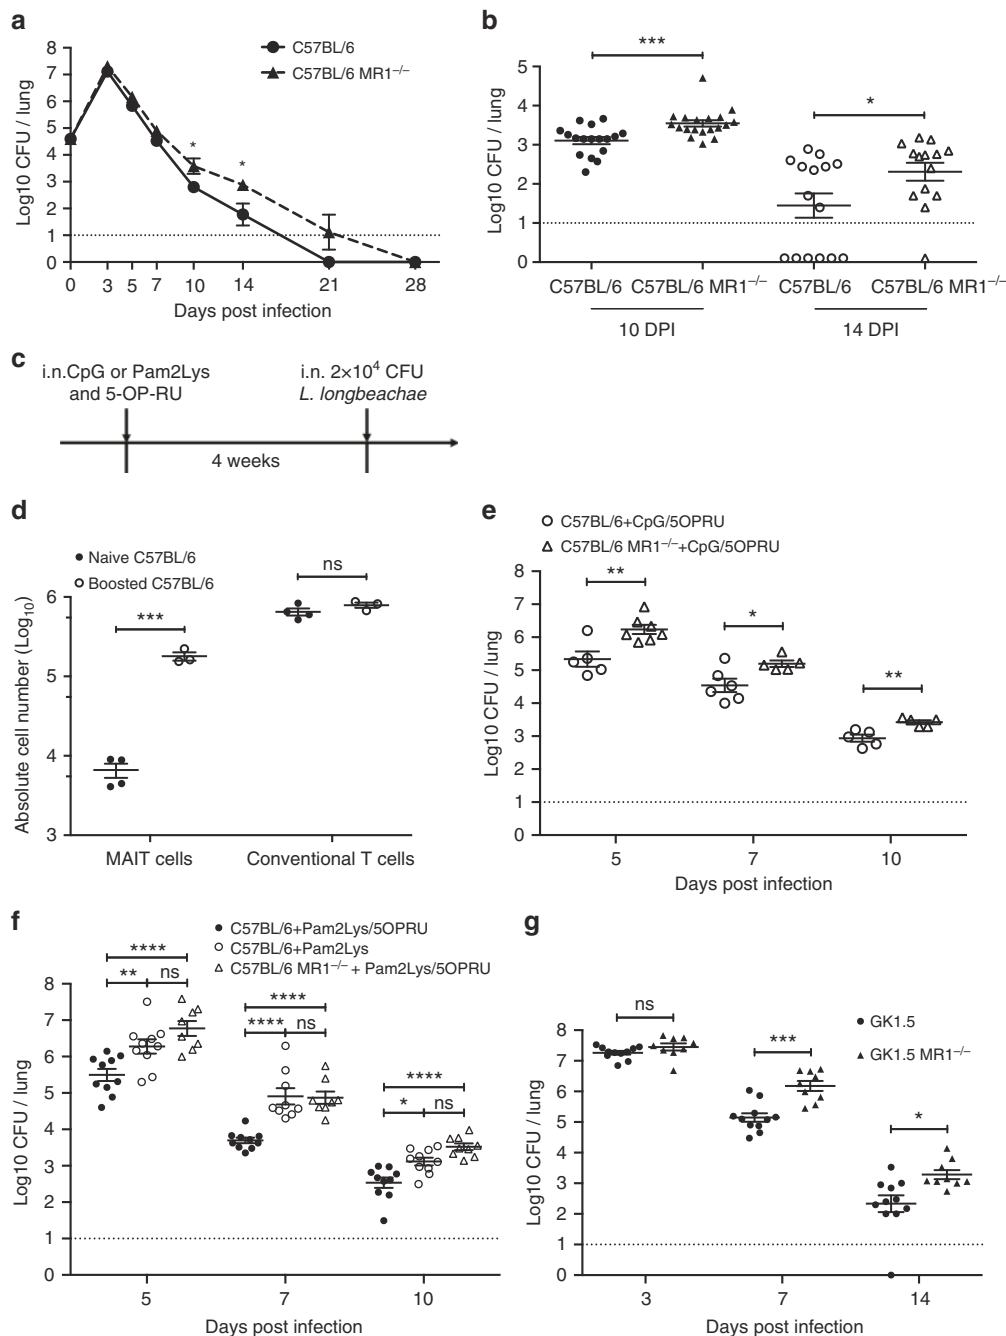 a
C57BL/6
C57BL/6 MR1⁻/⁻
Log10 CFU / lung
8
7
6
5
4
3
2
1
0
*
*
0 3 5 7 10 14 21 28
Days post infection
b
***
*
Log10 CFU / lung
5
4
3
2
1
0
C57BL/6 C57BL/6 MR1⁻/⁻ C57BL/6 C57BL/6 MR1⁻/⁻
10 DPI 14 DPI
c
i.n.CpG or Pam2Lys
and 5-OP-RU
i.n. 2×10⁴ CFU
L. longbeachae
4 weeks
d
Naive C57BL/6
Boosted C57BL/6
***
ns
Absolute cell number (Log₁₀)
6
5
4
3
MAIT cells Conventional T cells
e
C57BL/6+CpG/5OPRU
C57BL/6 MR1⁻/⁻+CpG/5OPRU
**
*
**
Log10 CFU / lung
8
7
6
5
4
3
2
1
0
5 7 10
Days post infection
f
C57BL/6+Pam2Lys/5OPRU
C57BL/6+Pam2Lys
C57BL/6 MR1⁻/⁻ + Pam2Lys/5OPRU
****
** ns
****
**** ns
****
* ns
Log10 CFU / lung
8
7
6
5
4
3
2
1
0
5 7 10
Days post infection
g
GK1.5
GK1.5 MR1⁻/⁻
ns
***
*
Log10 CFU / lung
8
7
6
5
4
3
2
1
0
3 7 14
Days post infection